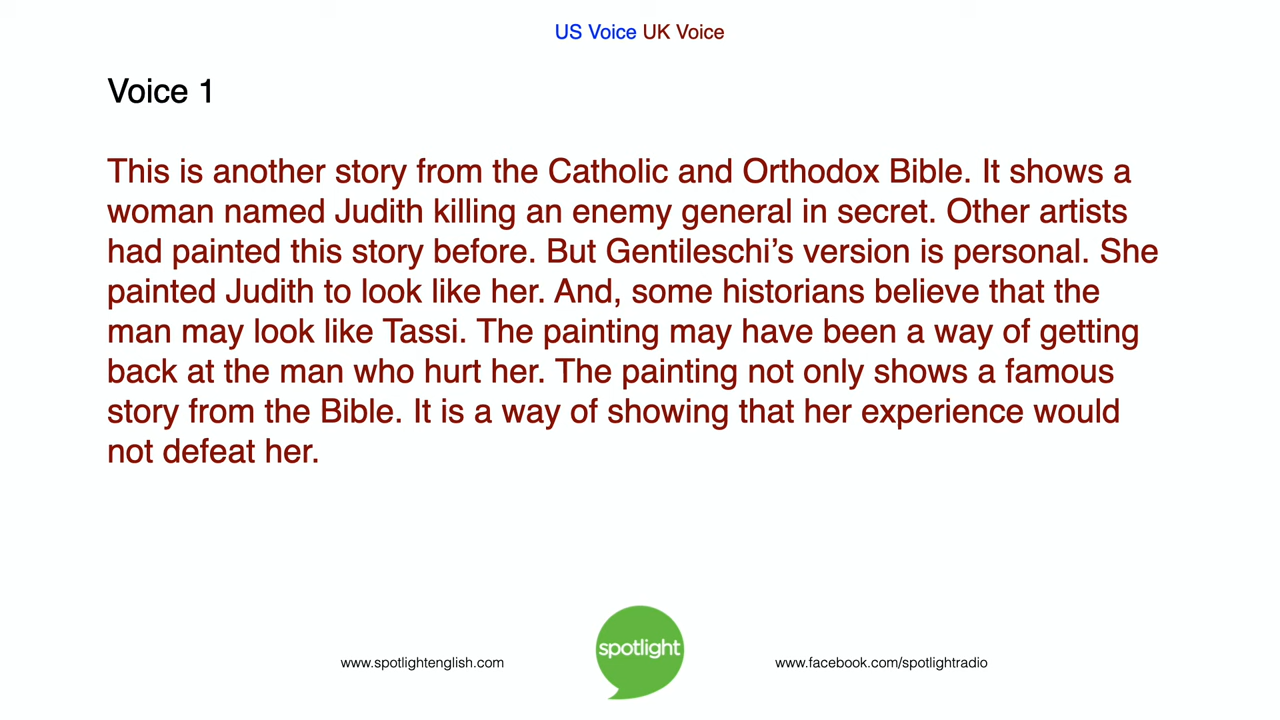 US Voice UK Voice
Voice 1
This is another story from the Catholic and Orthodox Bible. It shows a
woman named Judith killing an enemy general in secret. Other artists
had painted this story before. But Gentileschi’s version is personal. She
painted Judith to look like her. And, some historians believe that the
man may look like Tassi. The painting may have been a way of getting
back at the man who hurt her. The painting not only shows a famous
story from the Bible. It is a way of showing that her experience would
not defeat her.
www.spotlightenglish.com
spotlight
www.facebook.com/spotlightradio